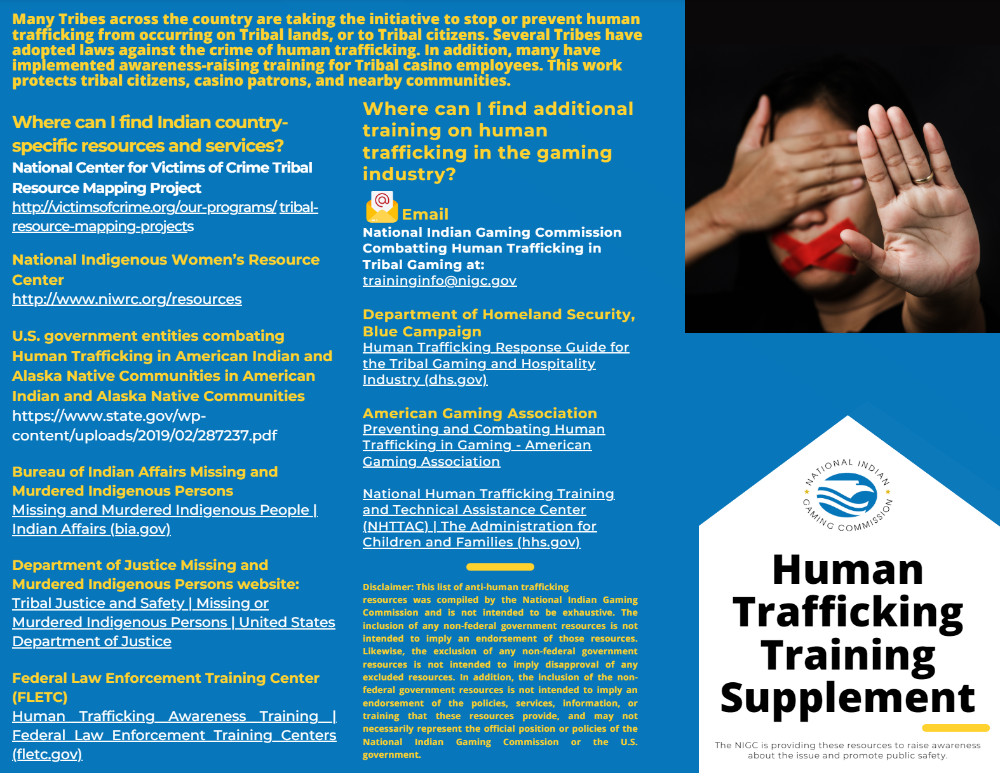 Many Tribes across the country are taking the initiative to stop or prevent human
trafficking from occurring on Tribal lands, or to Tribal citizens. Several Tribes have
adopted laws against the crime of human trafficking. In addition, many have
implemented awareness-raising training for Tribal casino employees. This work
protects tribal citizens, casino patrons, and nearby communities.
Where can I find Indian country-
specific resources and services?
National Center for Victims of Crime Tribal
Resource Mapping Project
http://victimsofcrime.org/our-programs/ tribal-
resource-mapping-projects
National Indigenous Women's Resource
Center
http://www.niwrc.org/resources
U.S. government entities combating
Human Trafficking in American Indian and
Alaska Native Communities in American
Indian and Alaska Native Communities
https://www.state.gov/wp-
content/uploads/2019/02/287237.pdf
Bureau of Indian Affairs Missing and
Murdered Indigenous Persons
Missing and Murdered Indigenous People |
Indian Affairs (bia.gov)
Department of Justice Missing and
Murdered Indigenous Persons website:
Tribal Justice and Safety | Missing or
Murdered Indigenous Persons | United States
Department of Justice
Federal Law Enforcement Training Center
(FLETC)
Human Trafficking Awareness Training |
Federal Law Enforcement Training Centers
(fletc.gov)
Where can I find additional
training on human
trafficking in the gaming
industry?
@
Email
National Indian Gaming Commission
Combatting Human Trafficking in
Tribal Gaming at:
traininginfo@nigc.gov
Department of Homeland Security,
Blue Campaign
Human Trafficking Response Guide for
the Tribal Gaming and Hospitality
Industry (dhs.gov)
American Gaming Association
Preventing and Combating Human
Trafficking in Gaming - American
Gaming Association
National Human Trafficking Training
and Technical Assistance Center
(NHTTAC) | The Administration for
Children and Families (hhs.gov)
Disclaimer: This list of anti-human trafficking
resources was compiled by the National Indian Gaming
Commission and is not intended to be exhaustive. The
inclusion of any non-federal government resources is not
intended to imply an endorsement of those resources.
Likewise, the exclusion of any non-federal government
resources is not intended to imply disapproval of any
excluded resources. In addition, the inclusion of the non-
federal government resources is not intended to imply an
endorsement of the policies, services, information, or
training that these resources provide, and may not
necessarily represent the official position or policies of the
National Indian Gaming Commission or the U.S.
government.
NATIONAL INDIAN
GAMING COMMISSION
Human
Trafficking
Training
Supplement
The NIGC is providing these resources to raise awareness
about the issue and promote public safety.